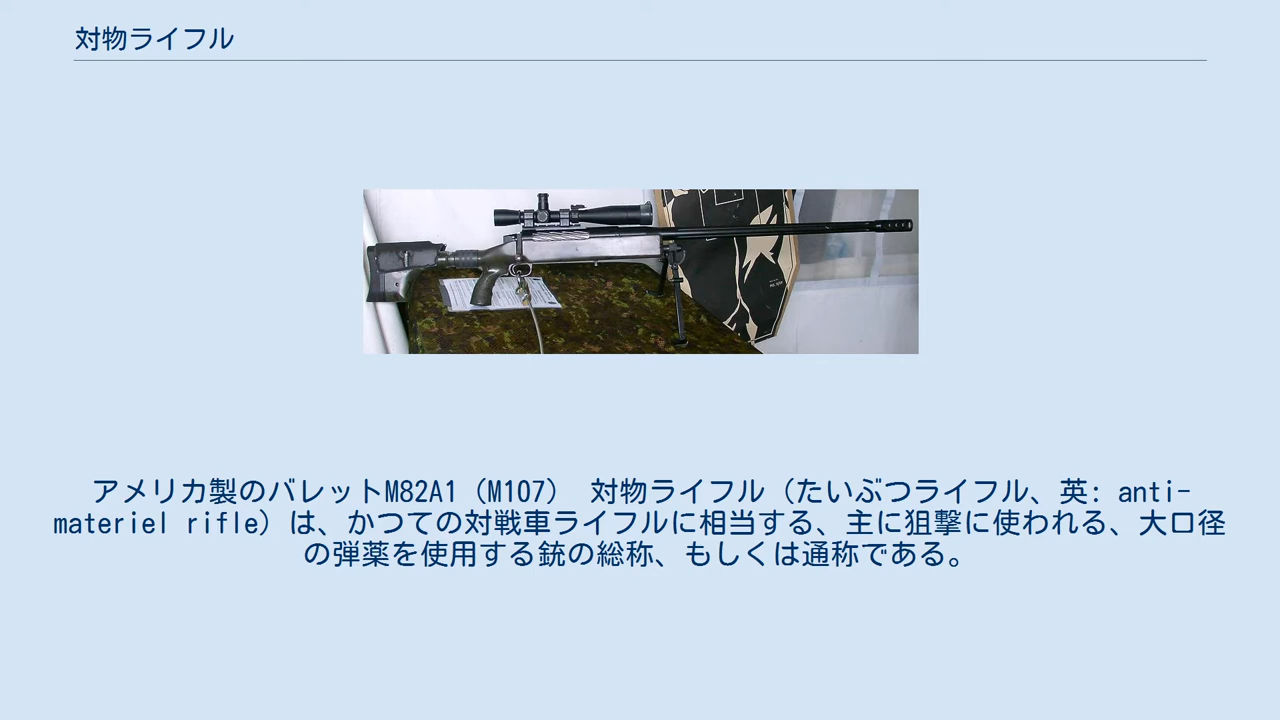 対物ライフル
アメリカ製のバレットM82A1（M107） 対物ライフル（たいぶつライフル、英: anti-
materiel rifle）は、かつての対戦車ライフルに相当する、主に狙撃に使われる、大口径
の弾薬を使用する銃の総称、もしくは通称である。